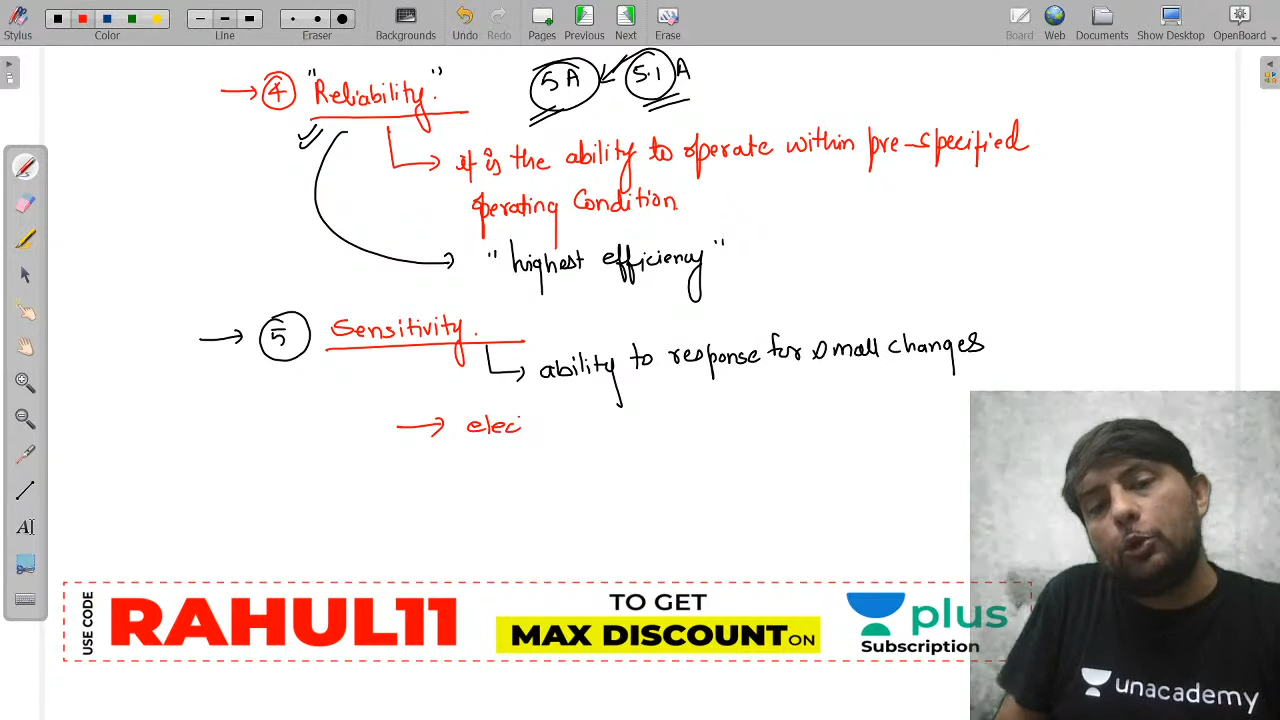 Stylus
Color
Line
Eraser
Backgrounds
Undo
Redo
Pages
Previous
Next
Erase
Board
Web
Documents
Show Desktop
OpenBoard
4 "Reliability."
5 A
5.1 A
it is the ability to operate within pre-specified
operating Condition
"highest efficiency"
5 Sensitivity.
ability to response for small changes
→ elec
USE CODE
RAHUL11
TO GET
MAX DISCOUNT ON
plus
Subscription
unacademy